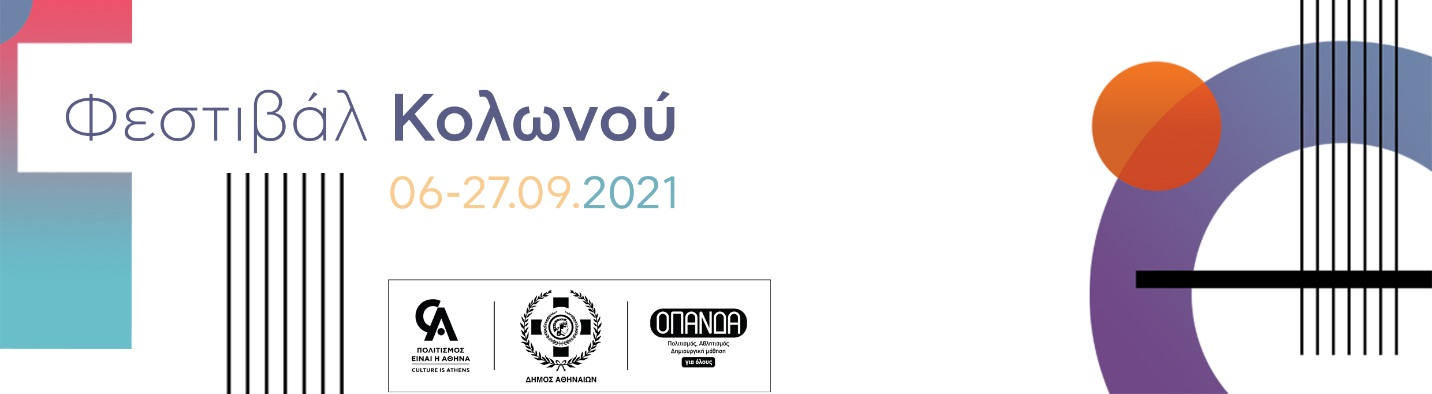 Φεστιβάλ Κολωνού
06-27.09.2021
CA
ΠΟΛΙΤΙΣΜΟΣ
ΕΙΝΑΙ Η ΑΘΗΝΑ
CULTURE IS ATHENS
ΔΗΜΟΣ ΑΘΗΝΑΙΩΝ
ΟΠΑΝΔΑ
Πολιτισμός, Αθλητισμός
Δημιουργική μάθηση
για όλους